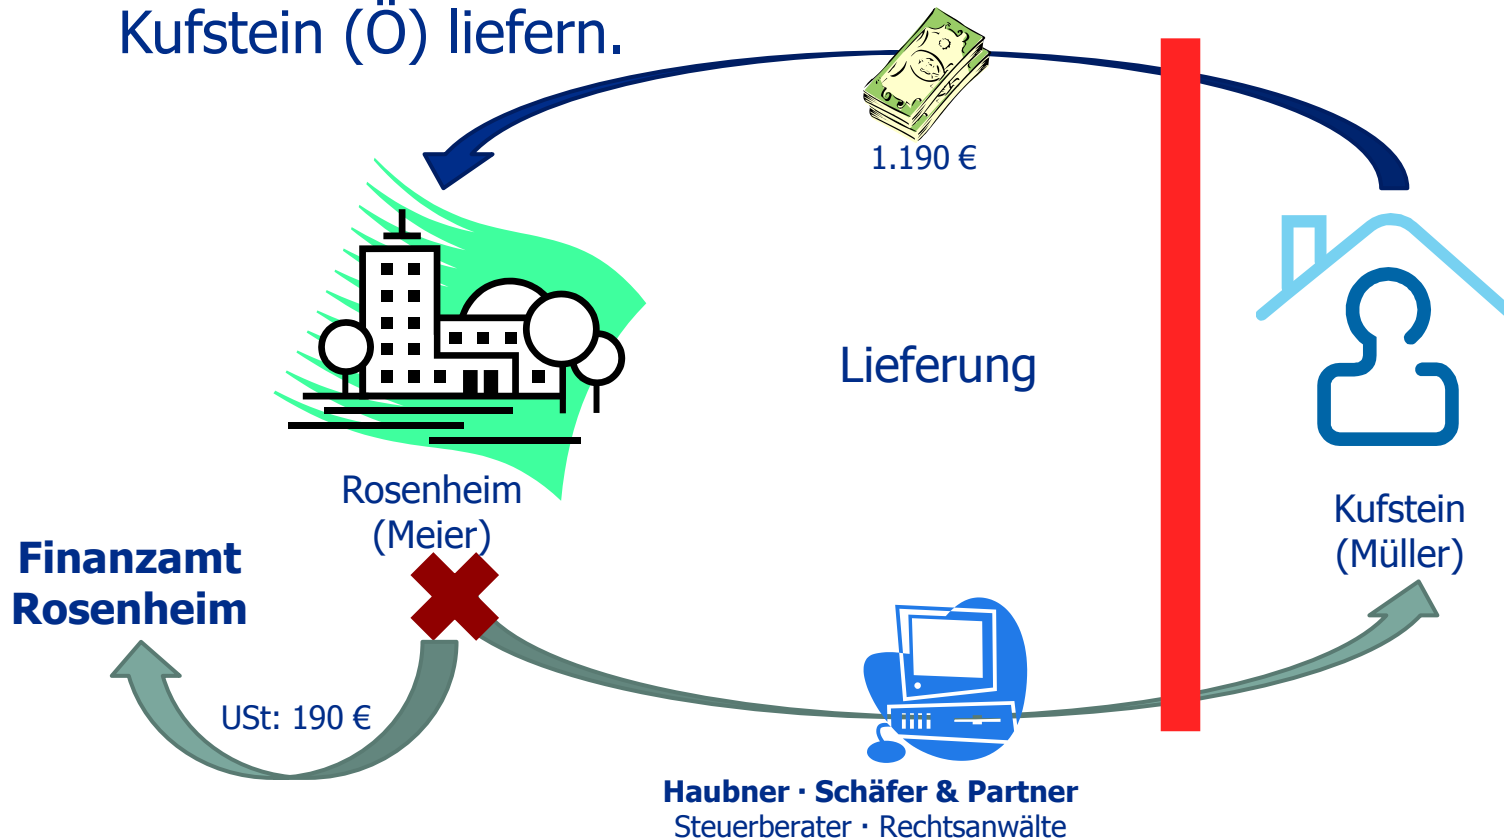 Kufstein (Ö) liefern.
1.190 €
Lieferung
Rosenheim
(Meier)
Kufstein
(Müller)
Finanzamt
Rosenheim
USt: 190 €
Haubner · Schäfer & Partner
Steuerberater · Rechtsanwälte